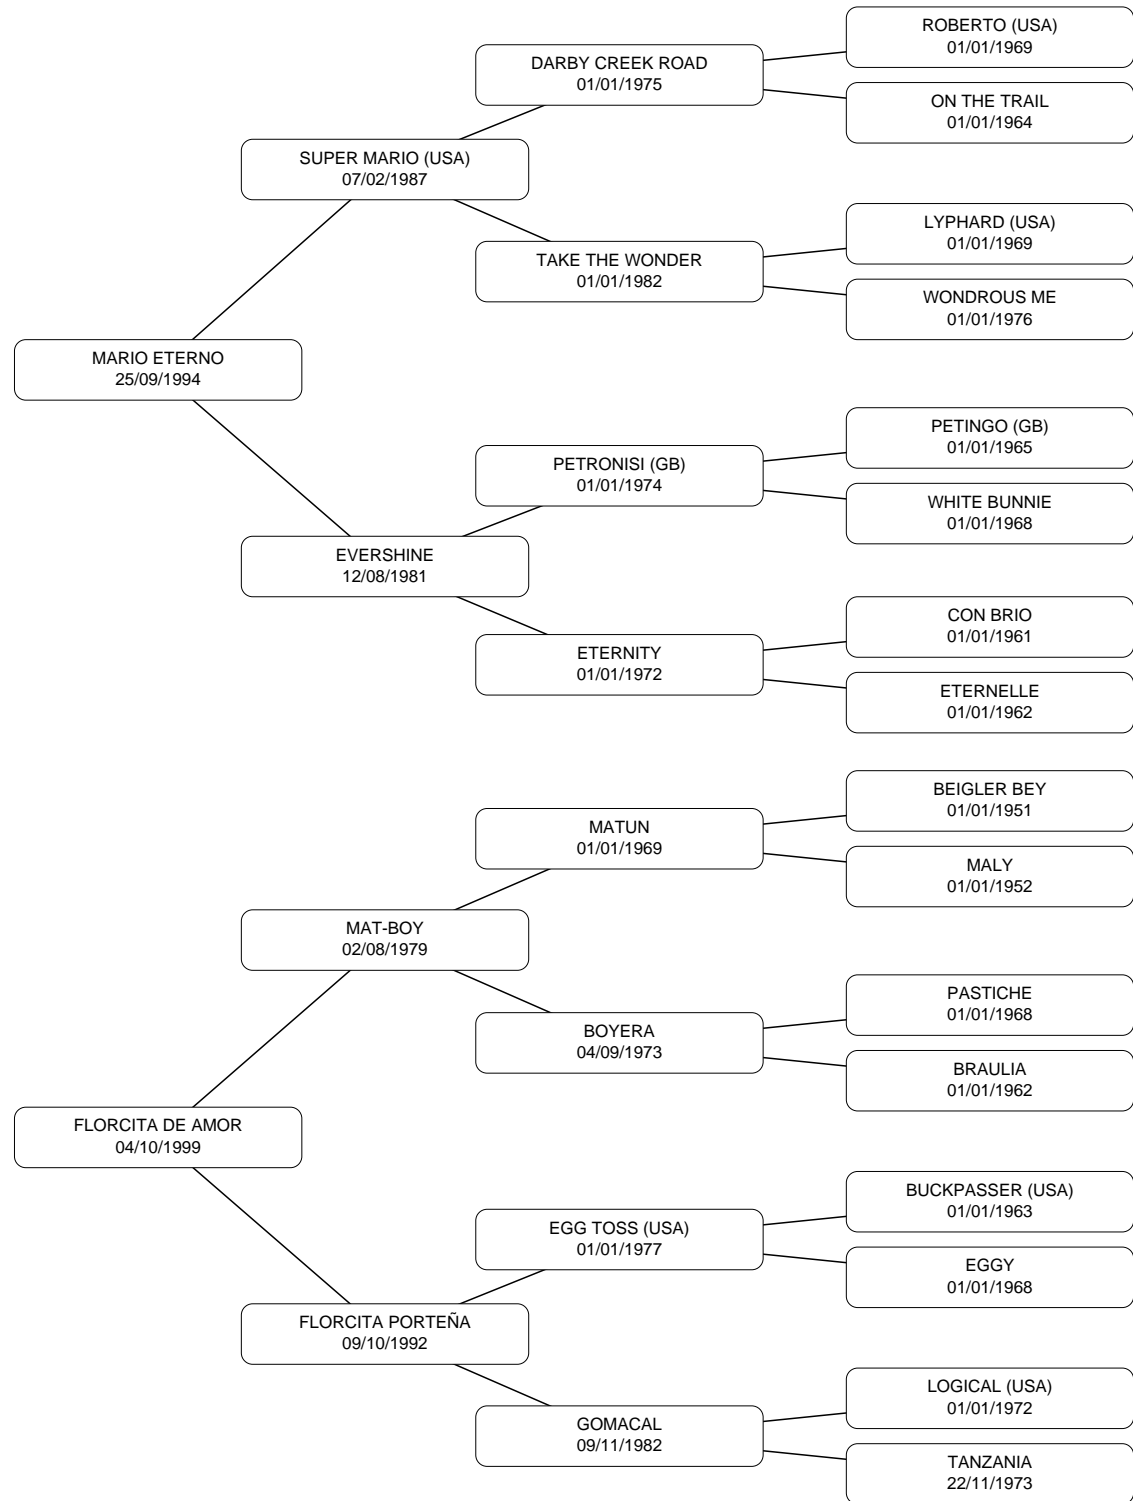 ROBERTO (USA)
01/01/1969
DARBY CREEK ROAD
01/01/1975
ON THE TRAIL
01/01/1964
SUPER MARIO (USA)
07/02/1987
LYPHARD (USA)
01/01/1969
TAKE THE WONDER
01/01/1982
WONDROUS ME
01/01/1976
MARIO ETERNO
25/09/1994
PETINGO (GB)
01/01/1965
PETRONISI (GB)
01/01/1974
WHITE BUNNIE
01/01/1968
EVERSHINE
12/08/1981
CON BRIO
01/01/1961
ETERNITY
01/01/1972
ETERNELLE
01/01/1962
BEIGLER BEY
01/01/1951
MATUN
01/01/1969
MALY
01/01/1952
MAT-BOY
02/08/1979
PASTICHE
01/01/1968
BOYERA
04/09/1973
BRAULIA
01/01/1962
FLORCITA DE AMOR
04/10/1999
BUCKPASSER (USA)
01/01/1963
EGG TOSS (USA)
01/01/1977
EGGY
01/01/1968
FLORCITA PORTEÑA
09/10/1992
LOGICAL (USA)
01/01/1972
GOMACAL
09/11/1982
TANZANIA
22/11/1973